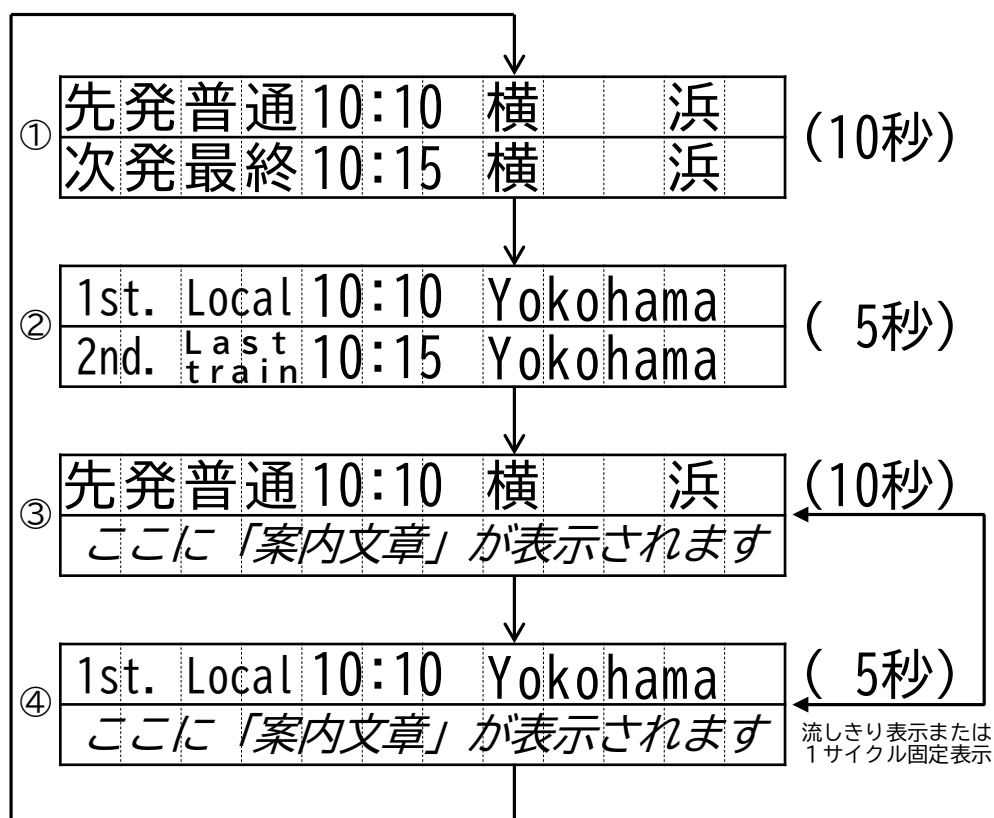 ①
先発普通10:10 横 浜
次発最終10:15 横 浜
(10秒)
②
1st. Local 10:10 Yokohama
2nd. Last train 10:15 Yokohama
( 5秒)
③
先発普通10:10 横 浜
ここに「案内文章」が表示されます
(10秒)
④
1st. Local 10:10 Yokohama
ここに「案内文章」が表示されます
( 5秒)
流しきり表示または
1サイクル固定表示